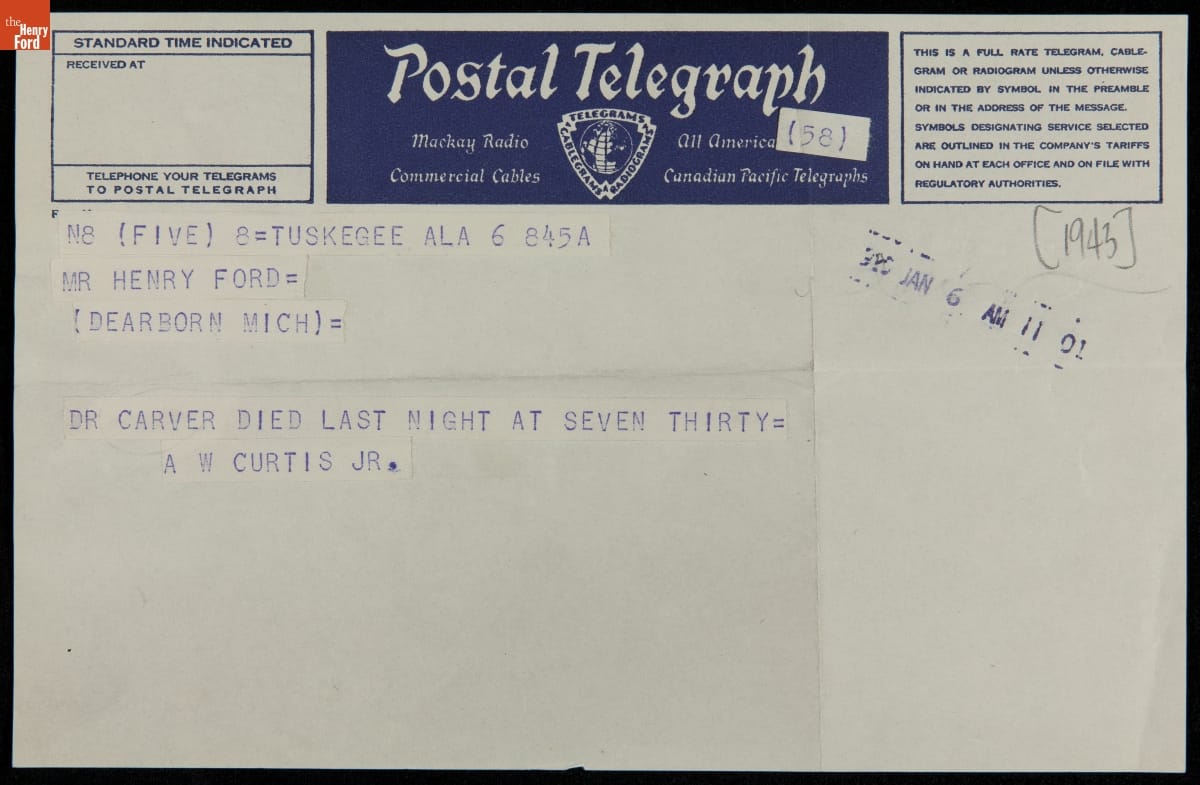 the
Henry
Ford
STANDARD TIME INDICATED
RECEIVED AT
TELEPHONE YOUR TELEGRAMS
TO POSTAL TELEGRAPH
Postal Telegraph
Mackay Radio
Commercial Cables
TELEGRAMS
CABLEGRAMS
RADIOGRAMS
All America
(58)
Canadian Pacific Telegraphs
THIS IS A FULL RATE TELEGRAM, CABLE-
GRAM OR RADIOGRAM UNLESS OTHERWISE
INDICATED BY SYMBOL IN THE PREAMBLE
OR IN THE ADDRESS OF THE MESSAGE.
SYMBOLS DESIGNATING SERVICE SELECTED
ARE OUTLINED IN THE COMPANY'S TARIFFS
ON HAND AT EACH OFFICE AND ON FILE WITH
REGULATORY AUTHORITIES.
N8 (FIVE) 8=TUSKEGEE ALA 6 845A
MR HENRY FORD=
(DEARBORN MICH)=
[1943]
JAN 6 AM 11 01
DR CARVER DIED LAST NIGHT AT SEVEN THIRTY=
A W CURTIS JR.